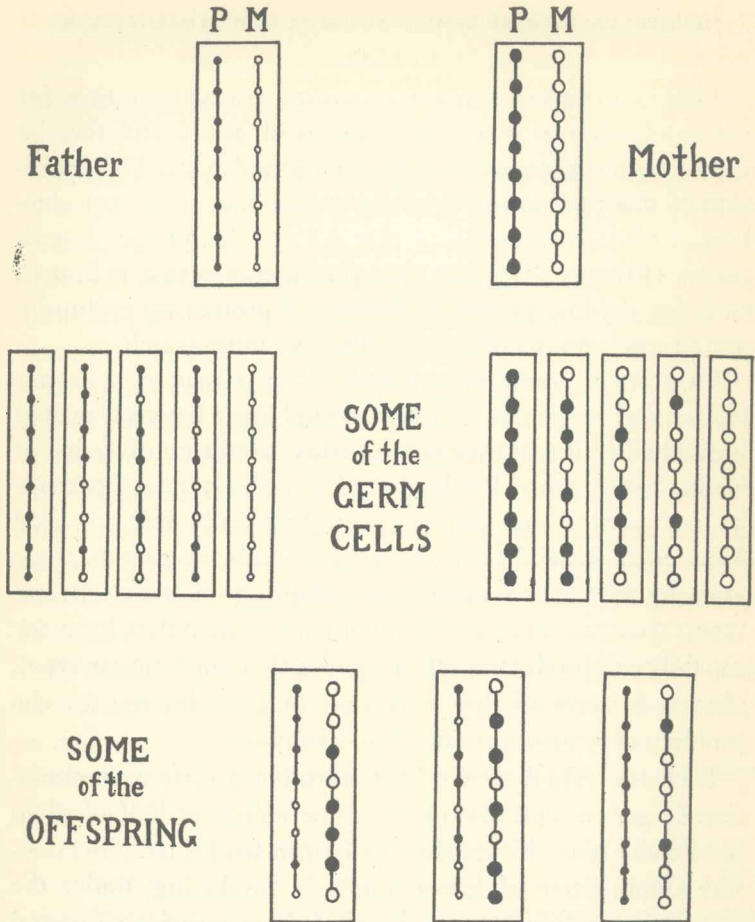 P M
P M
Father
Mother
SOME
of the
GERM
CELLS
SOME
of the
OFFSPRING